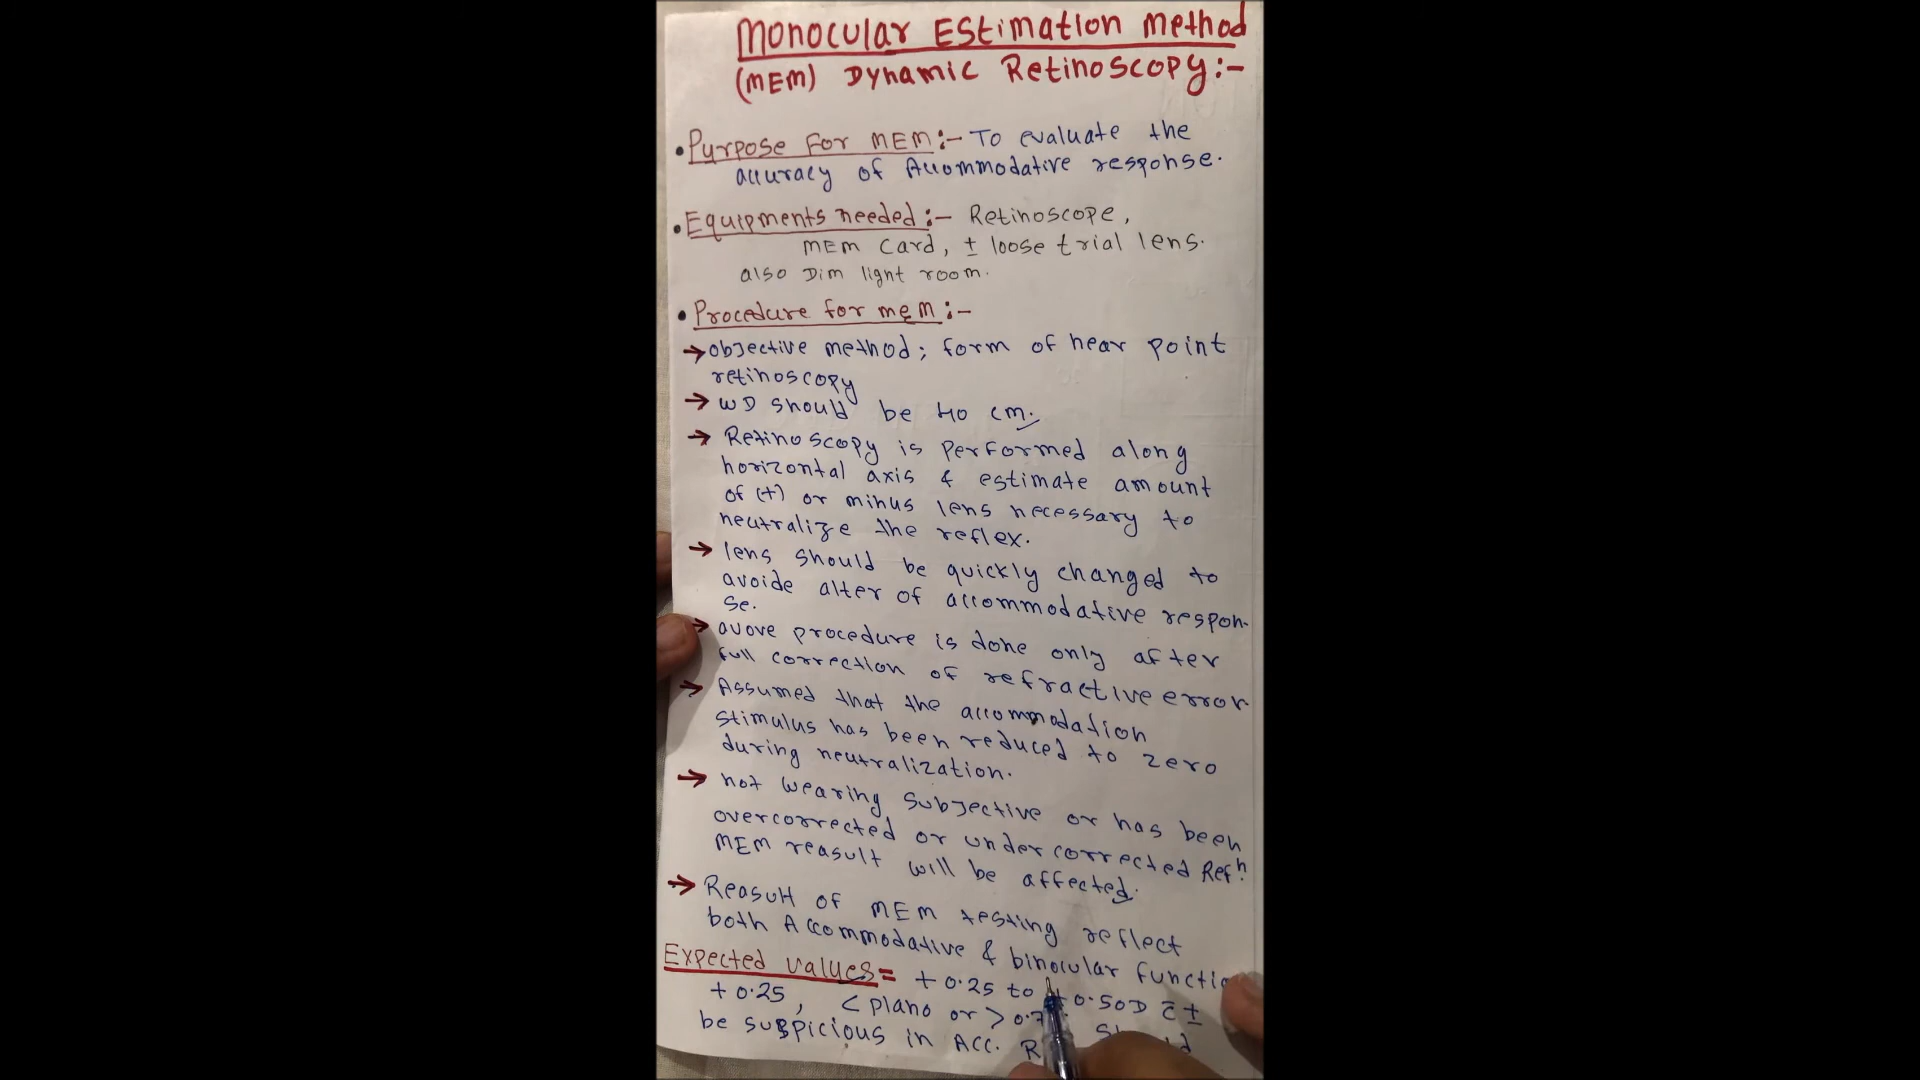 Monocular Estimation Method
(MEM) Dynamic Retinoscopy:-
• Purpose For MEM:- To evaluate the
accuracy of Accommodative response.
• Equipments needed:- Retinoscope,
MEM Card, ± loose trial lens.
also Dim light room.
• Procedure for mem:-
→ objective method; form of near point
retinoscopy
→ WD should be 40 cm.
→ Retinoscopy is performed along
horizontal axis & estimate amount
of (+) or minus lens necessary to
neutralize the reflex.
→ lens should be quickly changed to
avoide alter of accommodative respon-
se.
→ avove procedure is done only after
full correction of refractive error
→ Assumed that the accommodation
stimulus has been reduced to zero
during neutralization.
→ not wearing subjective or has been
overcorrected or under corrected Refn.
MEM reasult will be affected.
→ Reasult of MEM testing reflect
both Accommodative & binocular functio
Expected values = +0.25 to +0.50D c̄ ±
+0.25, < plano or > 0.7
be suspicious in Acc. R